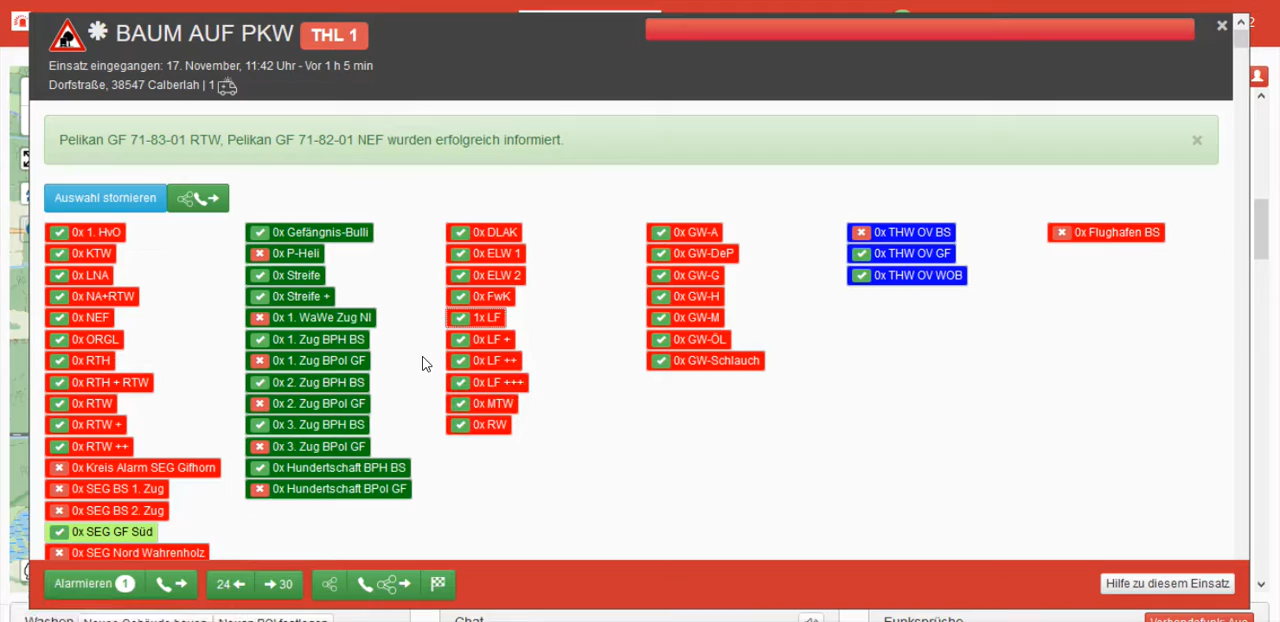 BAUM AUF PKW THL 1
Einsatz eingegangen: 17. November, 11:42 Uhr - Vor 1 h 5 min
Dorfstraße, 38547 Calberlah | 1
Pelikan GF 71-83-01 RTW, Pelikan GF 71-82-01 NEF wurden erfolgreich informiert.
Auswahl stornieren
0x 1. HvO
0x KTW
0x LNA
0x NA+RTW
0x NEF
0x ORGL
0x RTH
0x RTH + RTW
0x RTW
0x RTW +
0x RTW ++
0x Kreis Alarm SEG Gifhorn
0x SEG BS 1. Zug
0x SEG BS 2. Zug
0x SEG GF Süd
0x SEG Nord Wahrenholz
0x Gefängnis-Bulli
0x P-Heli
0x Streife
0x Streife +
0x 1. WaWe Zug NI
0x 1. Zug BPH BS
0x 1. Zug BPol GF
0x 2. Zug BPH BS
0x 2. Zug BPol GF
0x 3. Zug BPH BS
0x 3. Zug BPol GF
0x Hundertschaft BPH BS
0x Hundertschaft BPol GF
0x DLAK
0x ELW 1
0x ELW 2
0x FwK
1x LF
0x LF +
0x LF ++
0x LF +++
0x MTW
0x RW
0x GW-A
0x GW-DeP
0x GW-G
0x GW-H
0x GW-M
0x GW-ÖL
0x GW-Schlauch
0x THW OV BS
0x THW OV GF
0x THW OV WOB
0x Flughafen BS
Alarmieren 1
24
30
Hilfe zu diesem Einsatz